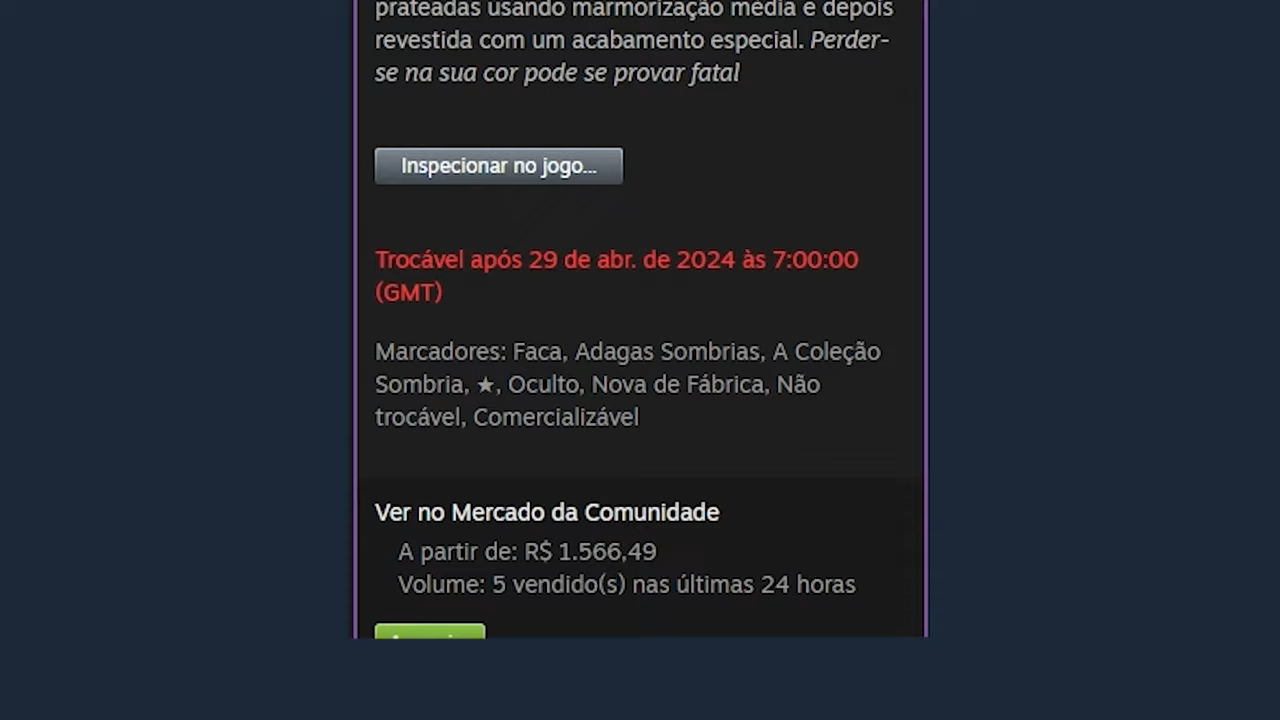 prateadas usando marmorização média e depois
revestida com um acabamento especial. Perder-
se na sua cor pode se provar fatal
Inspecionar no jogo...
Trocável após 29 de abr. de 2024 às 7:00:00
(GMT)
Marcadores: Faca, Adagas Sombrias, A Coleção
Sombria, ★, Oculto, Nova de Fábrica, Não
trocável, Comercializável
Ver no Mercado da Comunidade
A partir de: R$ 1.566,49
Volume: 5 vendido(s) nas últimas 24 horas